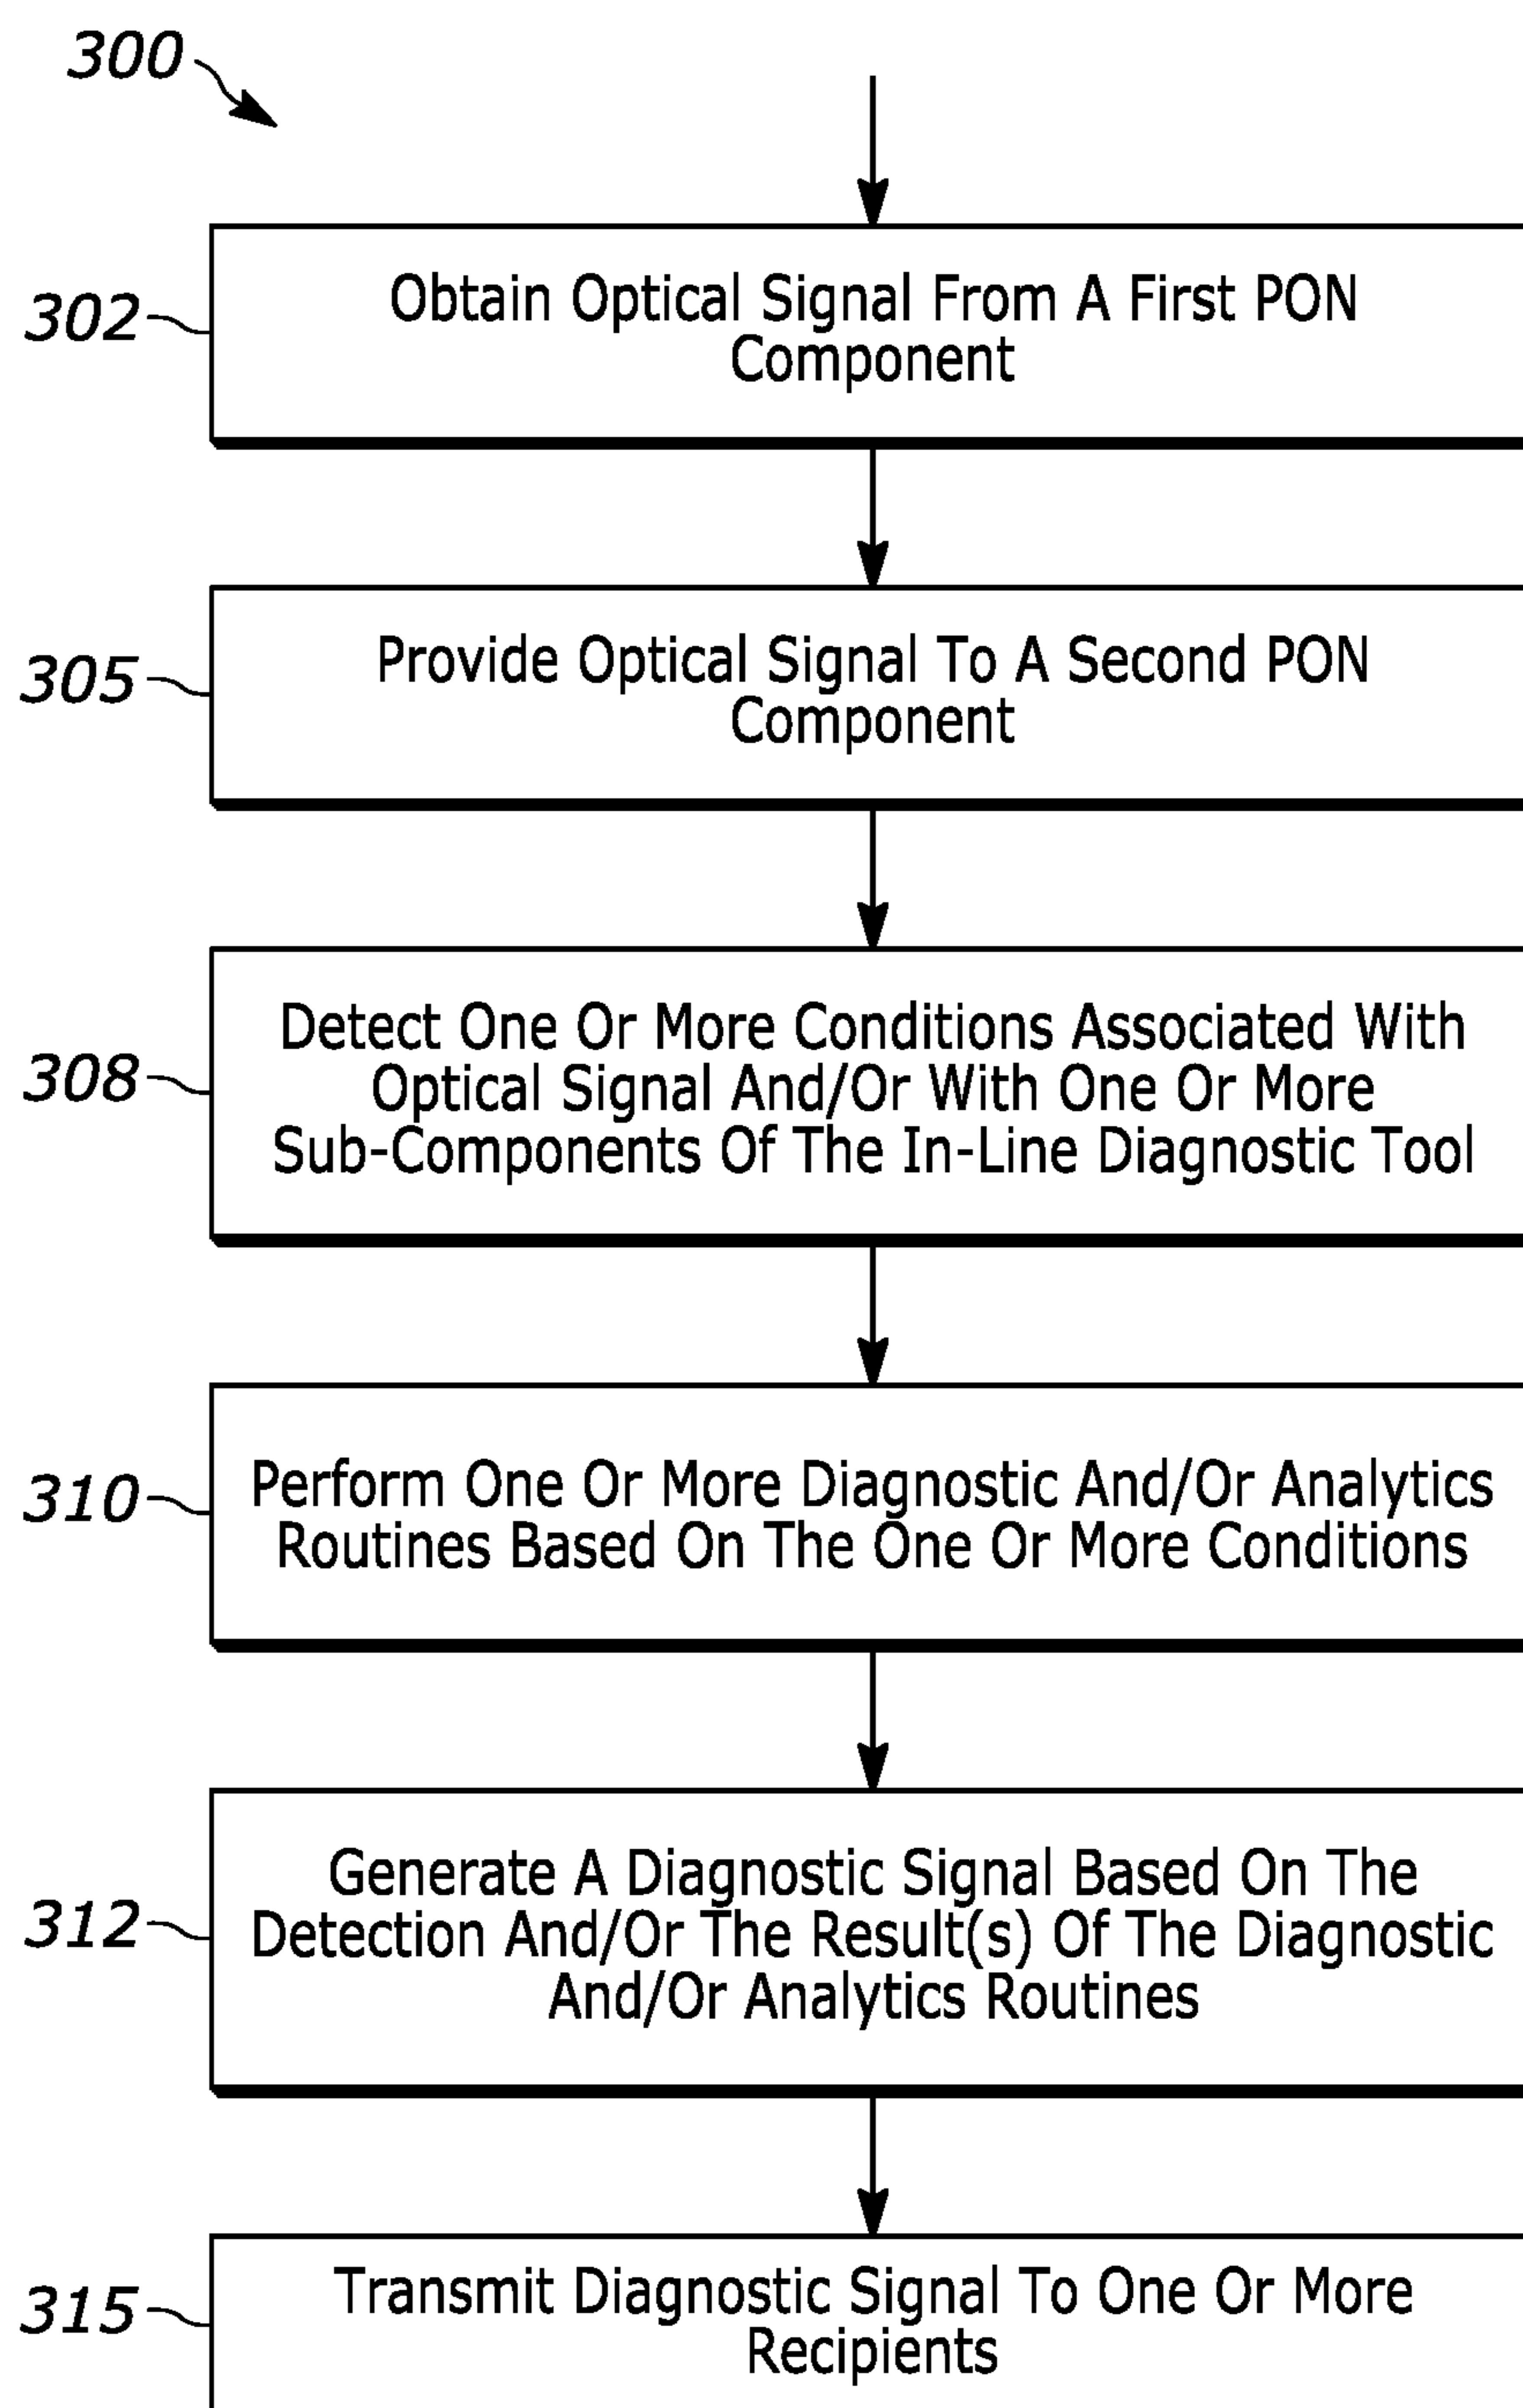 300
302
Obtain Optical Signal From A First PON
Component
305
Provide Optical Signal To A Second PON
Component
308
Detect One Or More Conditions Associated With
Optical Signal And/Or With One Or More
Sub-Components Of The In-Line Diagnostic Tool
310
Perform One Or More Diagnostic And/Or Analytics
Routines Based On The One Or More Conditions
312
Generate A Diagnostic Signal Based On The
Detection And/Or The Result(s) Of The Diagnostic
And/Or Analytics Routines
315
Transmit Diagnostic Signal To One Or More
Recipients